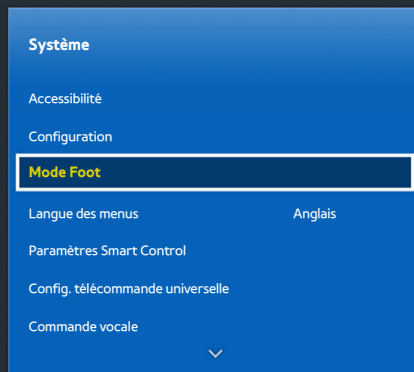 Système
Accessibilité
Configuration
Mode Foot
Langue des menus Anglais
Paramètres Smart Control
Config. télécommande universelle
Commande vocale